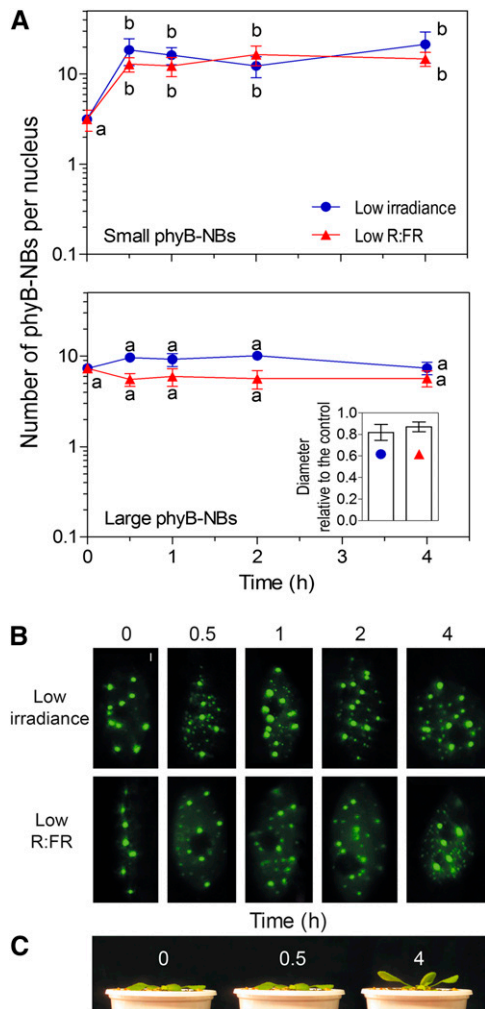 A
Number of phyB-NBs per nucleus
10
1
0.1
a
b b b b
b b b b
Low irradiance
Low R:FR
Small phyB-NBs
10
1
0.1
a
a a a a
a a a a
Large phyB-NBs
Diameter
relative to the control
1.0
0.8
0.6
0.4
0.2
0.0
0 1 2 3 4
Time (h)
B
0 0.5 1 2 4
Low
irradiance
Low
R:FR
Time (h)
C
0 0.5 4